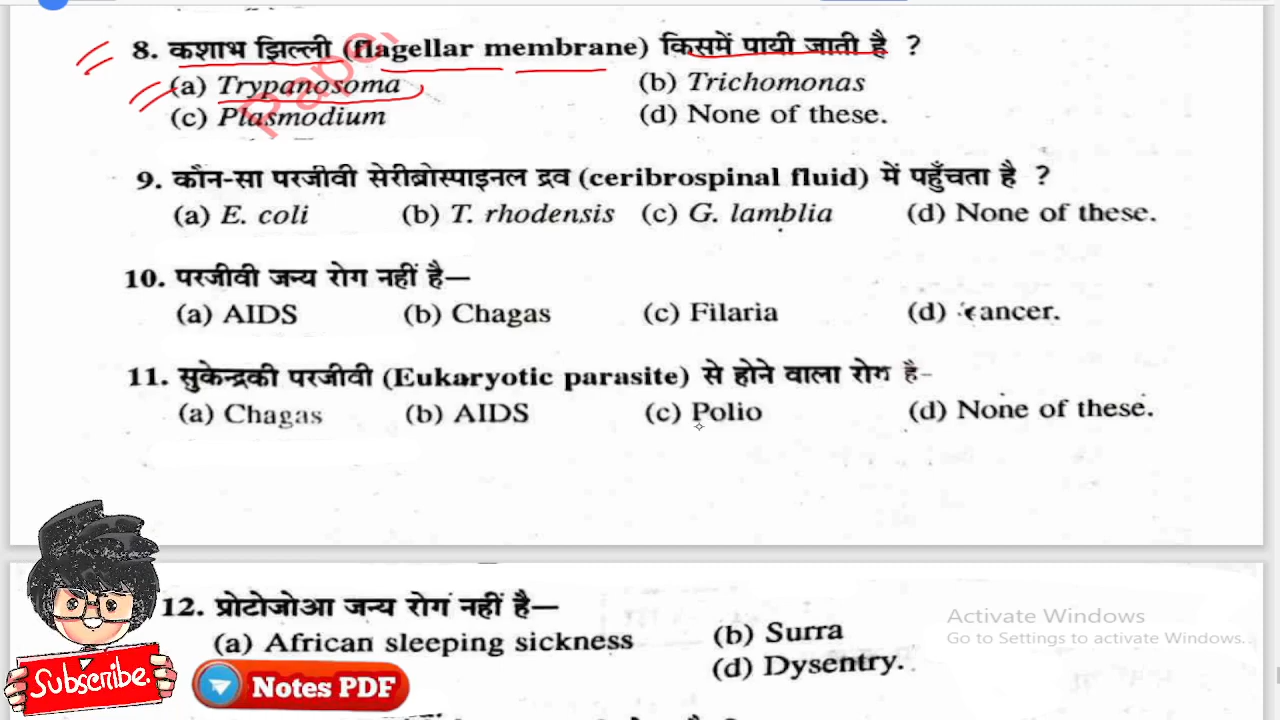 8. कशाभ झिल्ली (flagellar membrane) किसमें पायी जाती है ?
(a) Trypanosoma (b) Trichomonas
(c) Plasmodium (d) None of these.
9. कौन-सा परजीवी सेरीब्रोस्पाइनल द्रव (ceribrospinal fluid) में पहुँचता है ?
(a) E. coli (b) T. rhodensis (c) G. lamblia (d) None of these.
10. परजीवी जन्य रोग नहीं है—
(a) AIDS (b) Chagas (c) Filaria (d) cancer.
11. सुकेन्द्रकी परजीवी (Eukaryotic parasite) से होने वाला रोग है-
(a) Chagas (b) AIDS (c) Polio (d) None of these.
12. प्रोटोजोआ जन्य रोग नहीं है—
(a) African sleeping sickness (b) Surra
(d) Dysentry.
Activate Windows
Go to Settings to activate Windows.
Subscribe.
Notes PDF